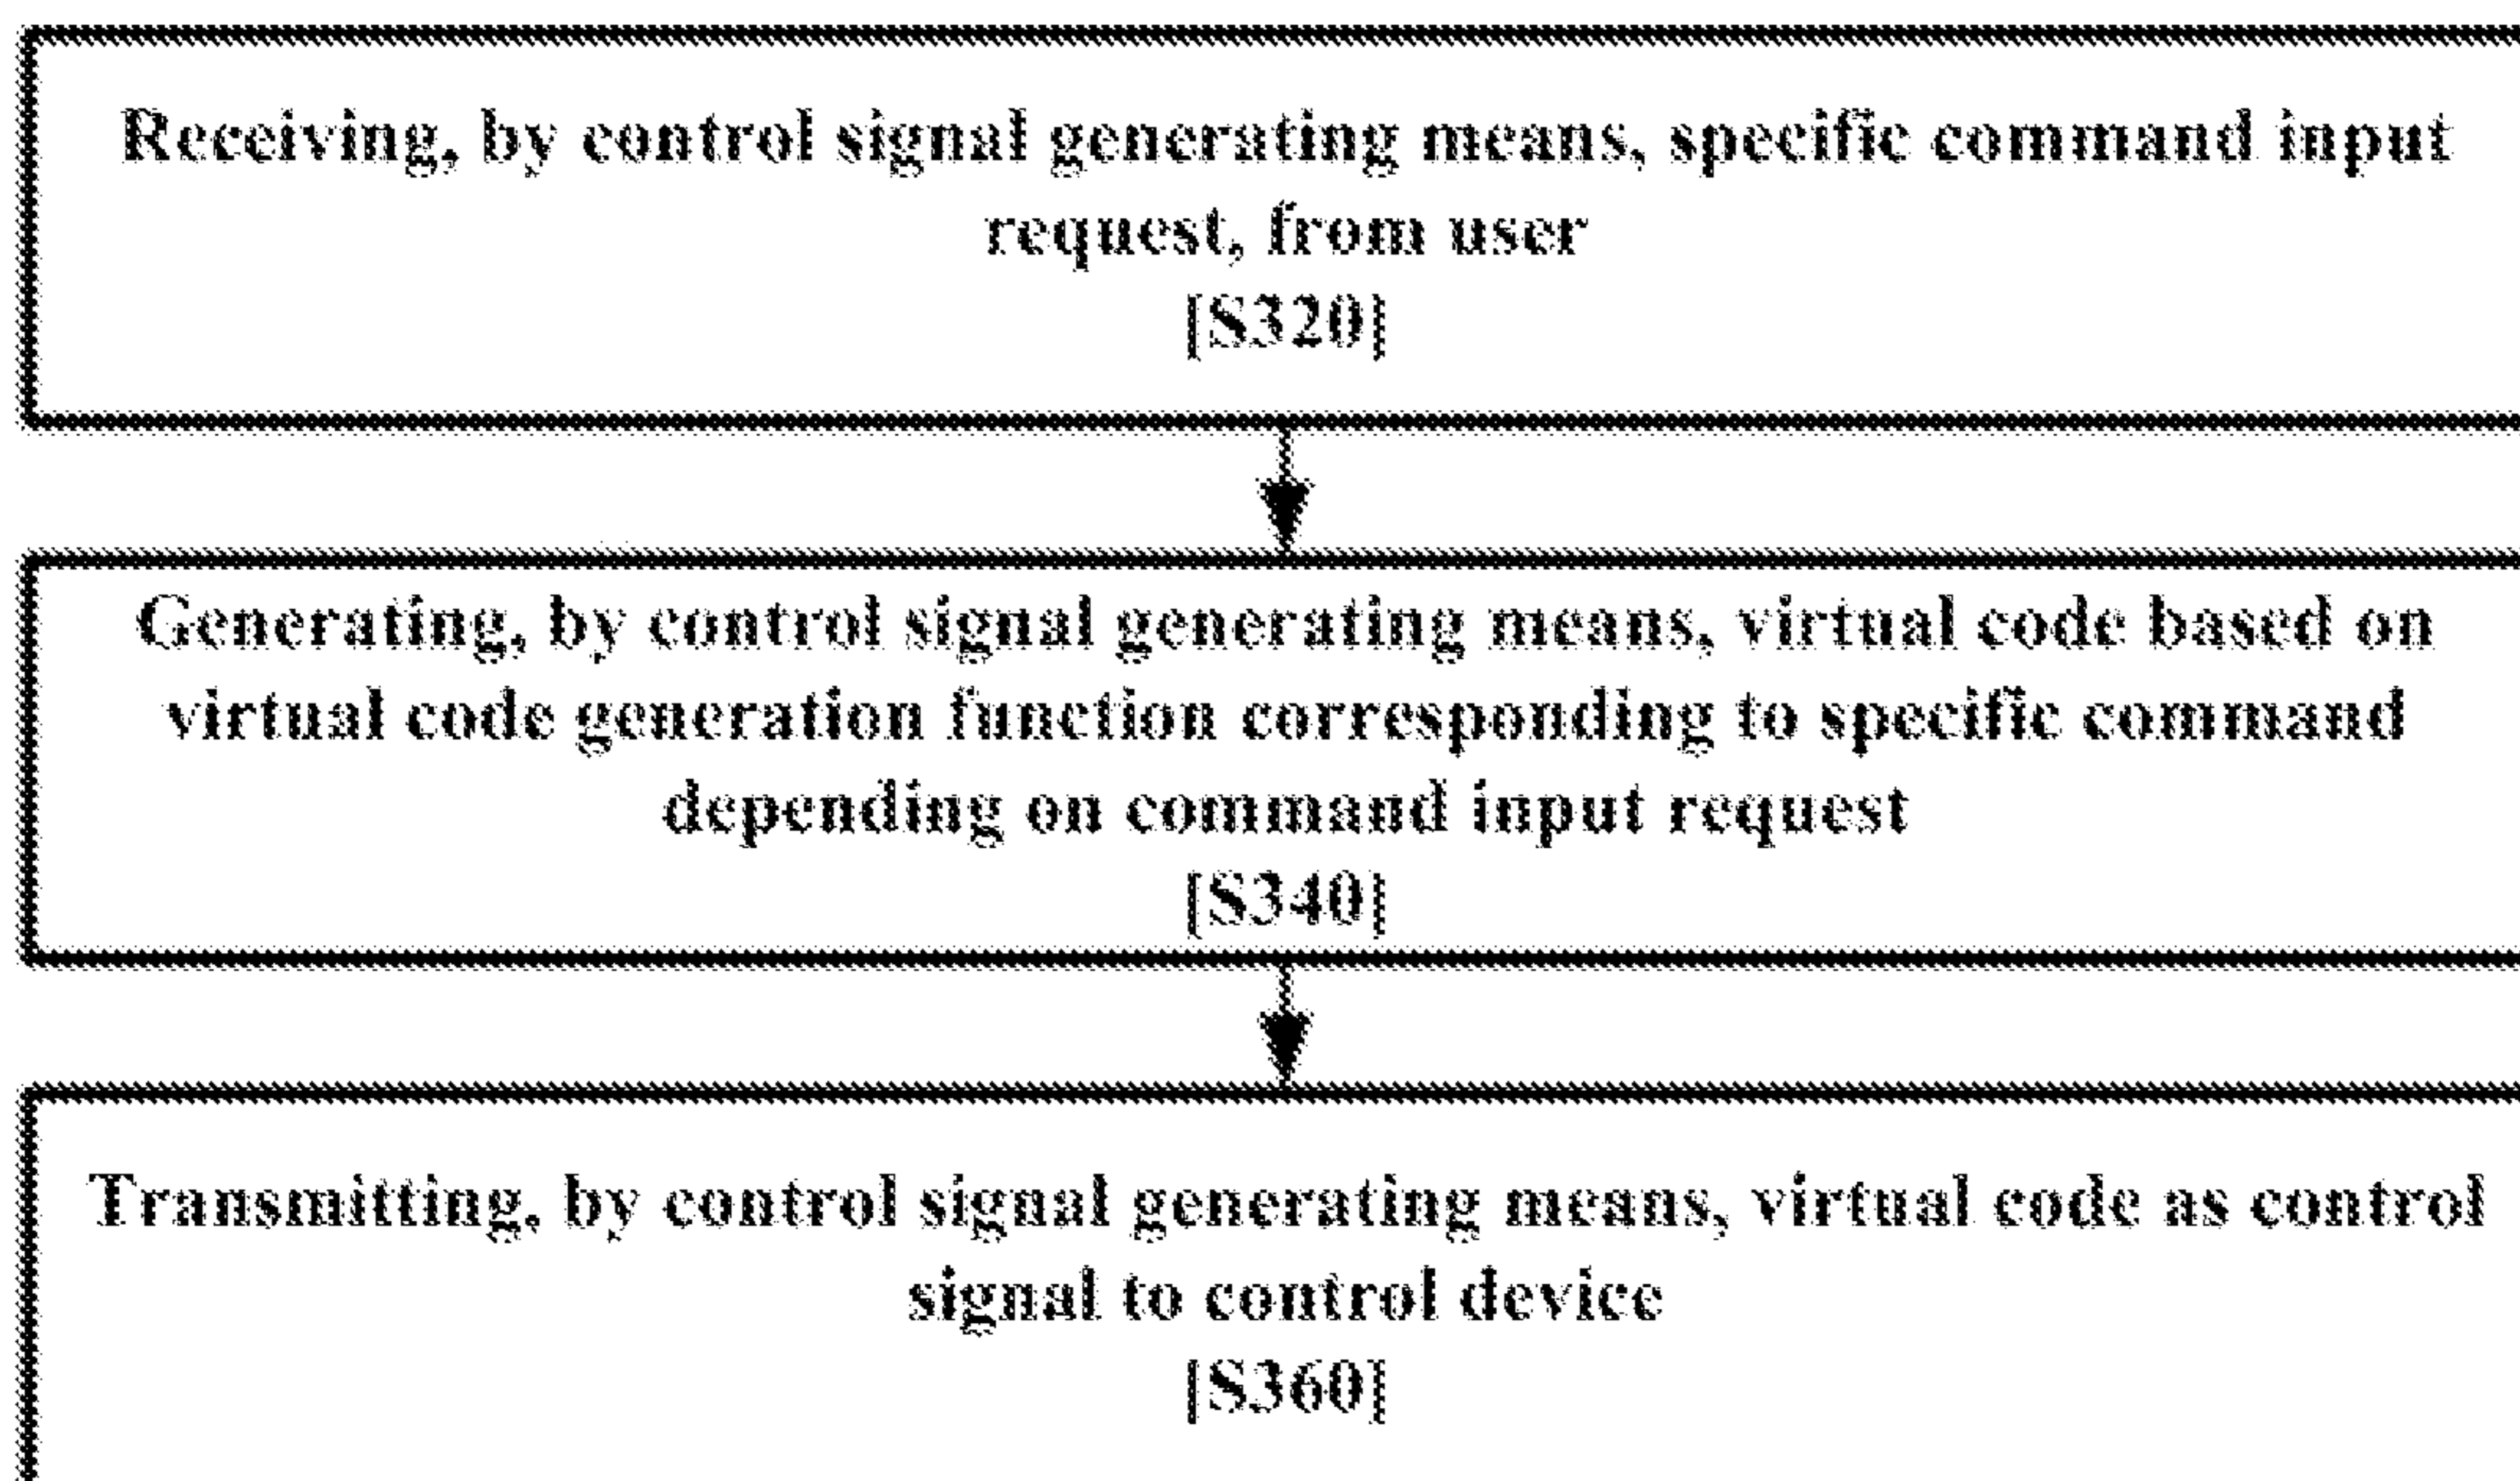 Receiving, by control signal generating means, specific command input
request, from user
[S320]
Generating, by control signal generating means, virtual code based on
virtual code generation function corresponding to specific command
depending on command input request
[S340]
Transmitting, by control signal generating means, virtual code as control
signal to control device
[S360]